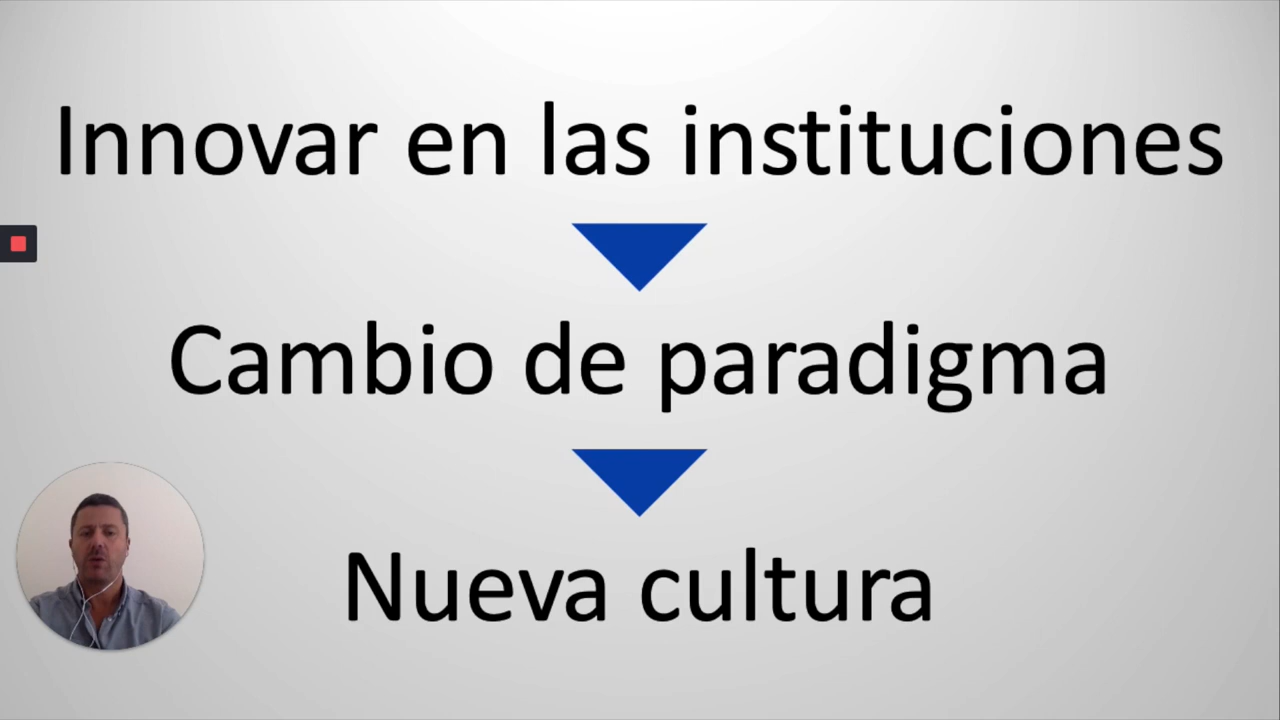 Innovar en las instituciones
Cambio de paradigma
Nueva cultura